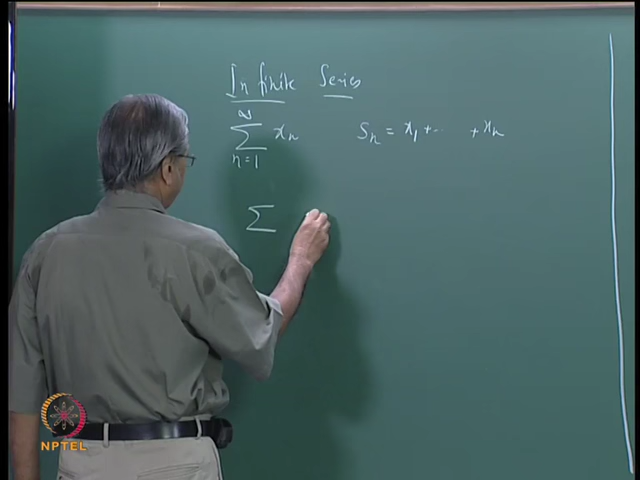 Infinite Series
∞
∑ xₙ    Sₙ = x₁ + ··· + xₙ
n=1
∑
NPTEL